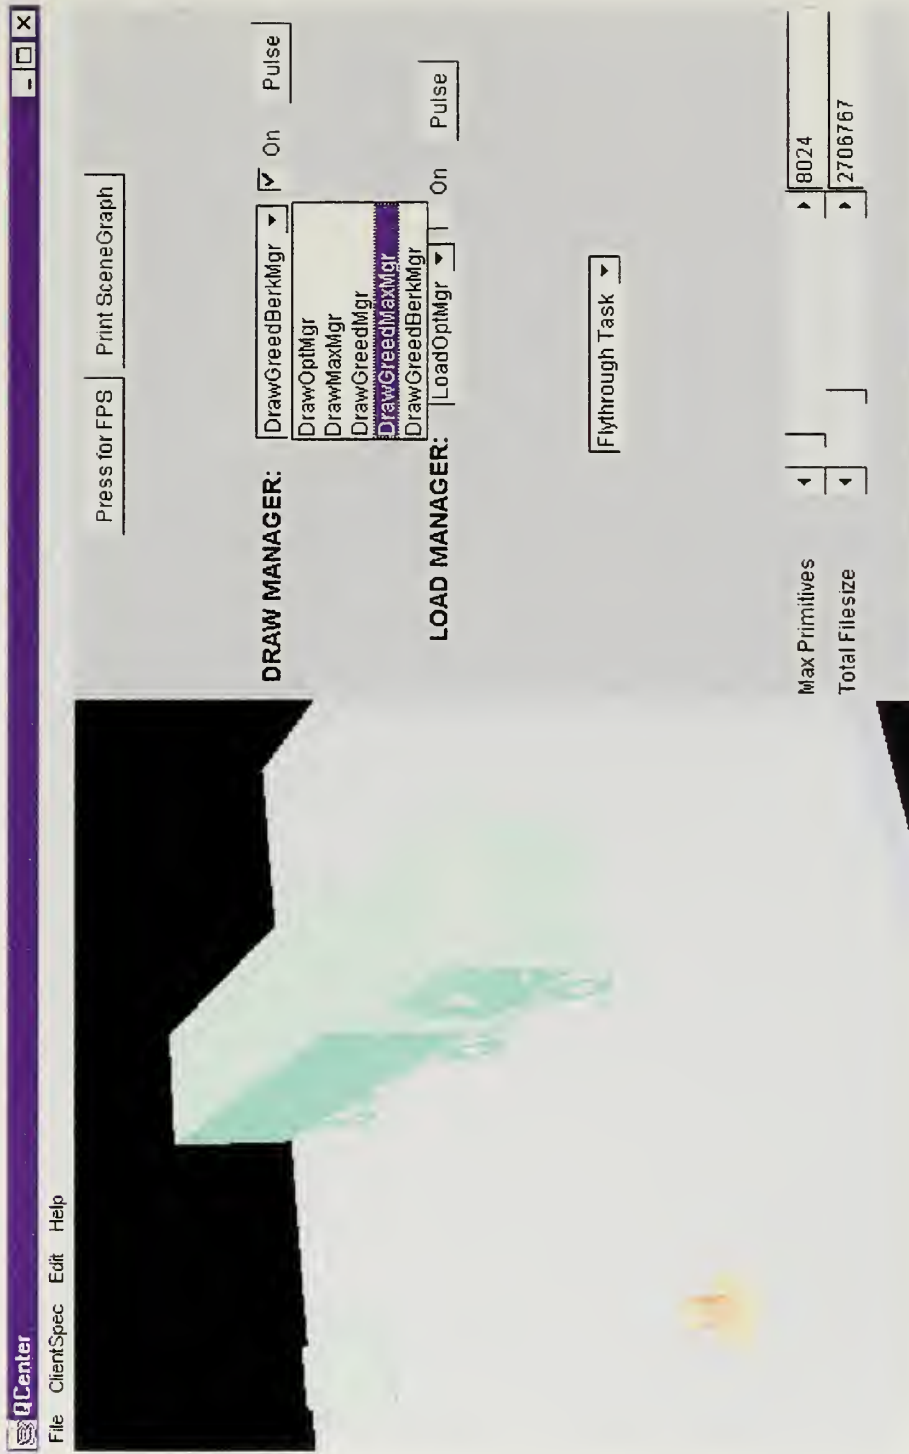 QCenter
File ClientSpec Edit Help
Press for FPS Print SceneGraph
DRAW MANAGER: DrawGreedBerkMgr On Pulse
DrawOptMgr
DrawMaxMgr
DrawGreedMgr
DrawGreedMaxMgr
DrawGreedBerkMgr
LOAD MANAGER: LoadOptMgr On Pulse
Flythrough Task
Max Primitives 8024
Total Filesize 2706767